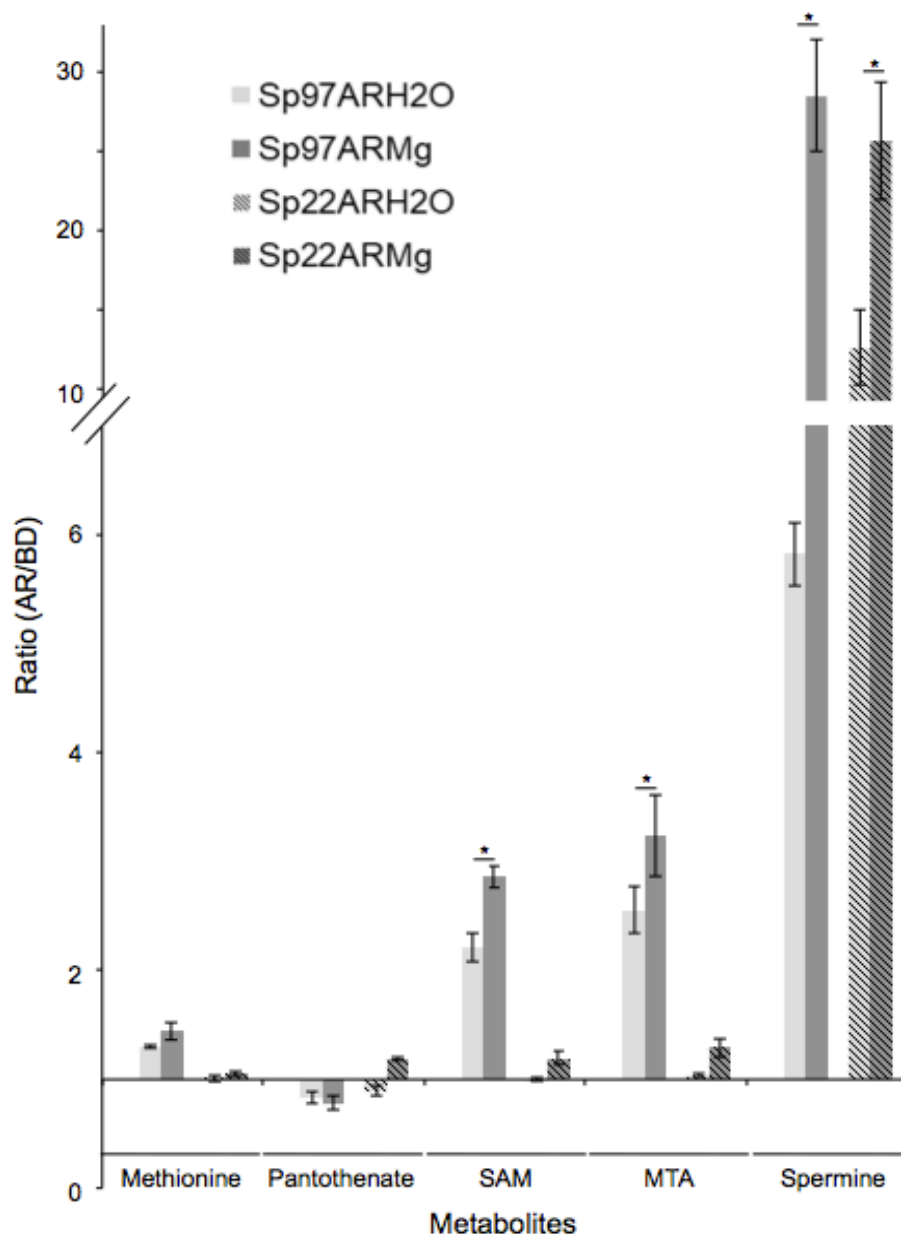 30
20
10
6
4
2
0
Ratio (AR/BD)
Sp97ARH2O
Sp97ARMg
Sp22ARH2O
Sp22ARMg
*
*
*
*
Methionine Pantothenate SAM MTA Spermine
Metabolites